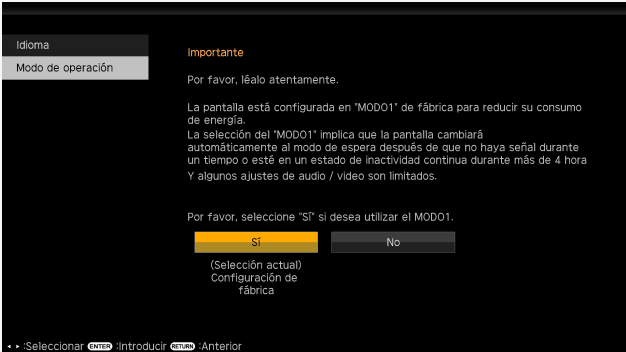 Idioma
Modo de operación
Importante
Por favor, léalo atentamente.
La pantalla está configurada en "MODO1" de fábrica para reducir su consumo
de energía.
La selección del "MODO1" implica que la pantalla cambiará
automáticamente al modo de espera después de que no haya señal durante
un tiempo o esté en un estado de inactividad continua durante más de 4 hora
Y algunos ajustes de audio / video son limitados.
Por favor, seleccione "Sí" si desea utilizar el MODO1.
Sí No
(Selección actual)
Configuración de
fábrica
:Seleccionar ENTER :Introducir RETURN :Anterior